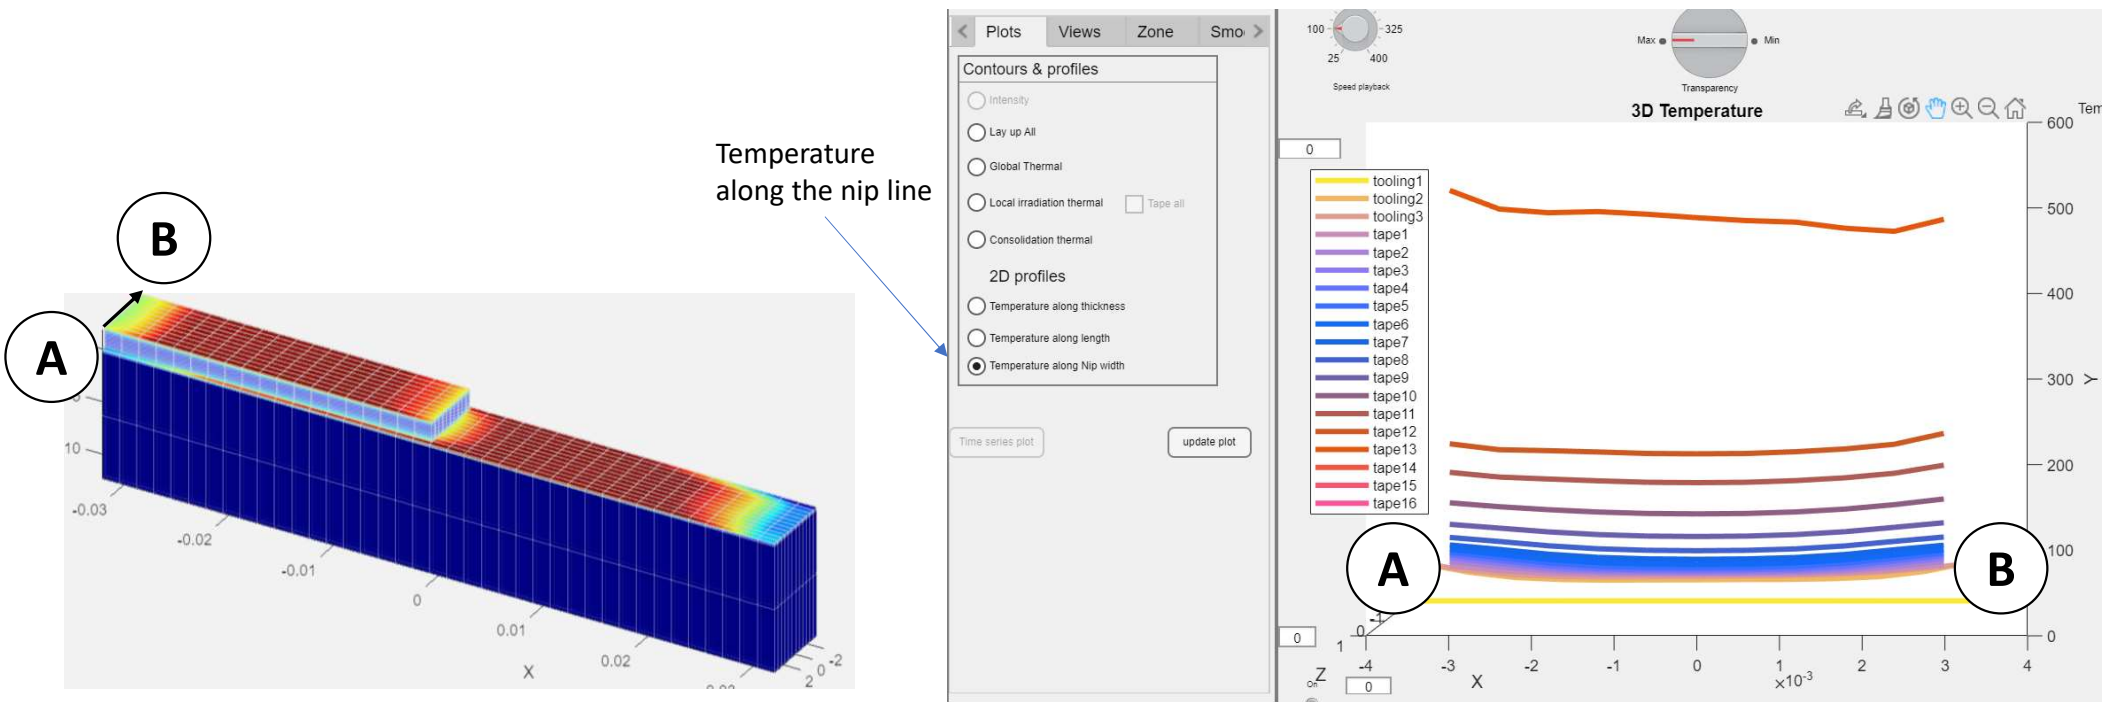 B
A
10
-0.03
-0.02
-0.01
0
0.01
0.02
X
-2
0
2
Temperature
along the nip line
Plots Views Zone Smo
Contours & profiles
Intensity
Lay up All
Global Thermal
Local irradiation thermal Tape all
Consolidation thermal
2D profiles
Temperature along thickness
Temperature along length
Temperature along Nip width
Time series plot update plot
100 325
25 400
Speed playback
Max Min
Transparency
3D Temperature
Tem
0
tooling1
tooling2
tooling3
tape1
tape2
tape3
tape4
tape5
tape6
tape7
tape8
tape9
tape10
tape11
tape12
tape13
tape14
tape15
tape16
600
500
400
300 Y
200
100
0
A
B
-1
0
1
0
Z
On
0
-4 -3 -2 -1 0 1 2 3 4
X ×10-3